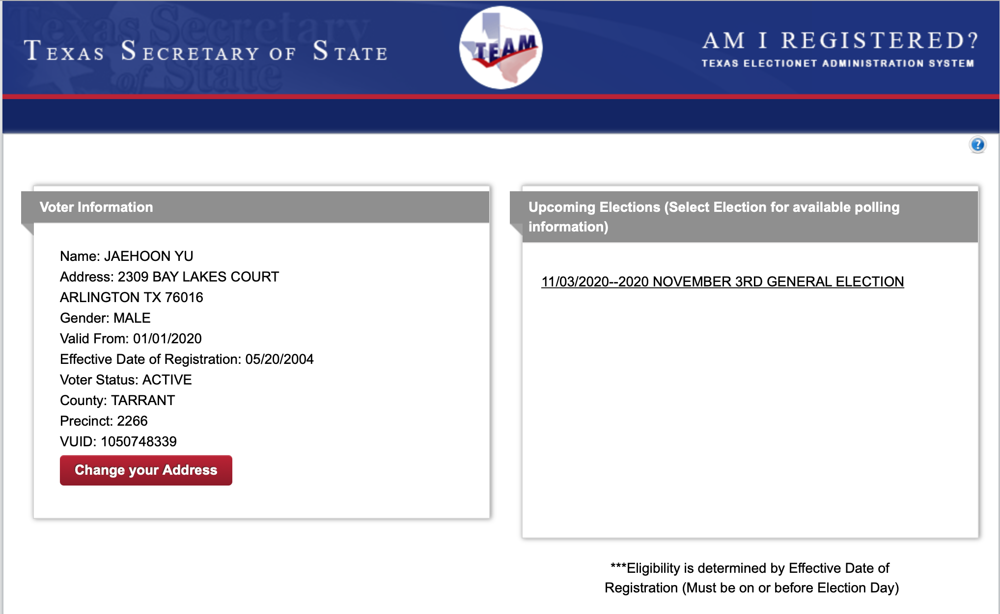 Texas Secretary of State
TEXAS SECRETARY OF STATE
TEAM
AM I REGISTERED?
TEXAS ELECTIONET ADMINISTRATION SYSTEM
?
Voter Information
Name: JAEHOON YU
Address: 2309 BAY LAKES COURT
ARLINGTON TX 76016
Gender: MALE
Valid From: 01/01/2020
Effective Date of Registration: 05/20/2004
Voter Status: ACTIVE
County: TARRANT
Precinct: 2266
VUID: 1050748339
Change your Address
Upcoming Elections (Select Election for available polling
information)
11/03/2020--2020 NOVEMBER 3RD GENERAL ELECTION
***Eligibility is determined by Effective Date of
Registration (Must be on or before Election Day)